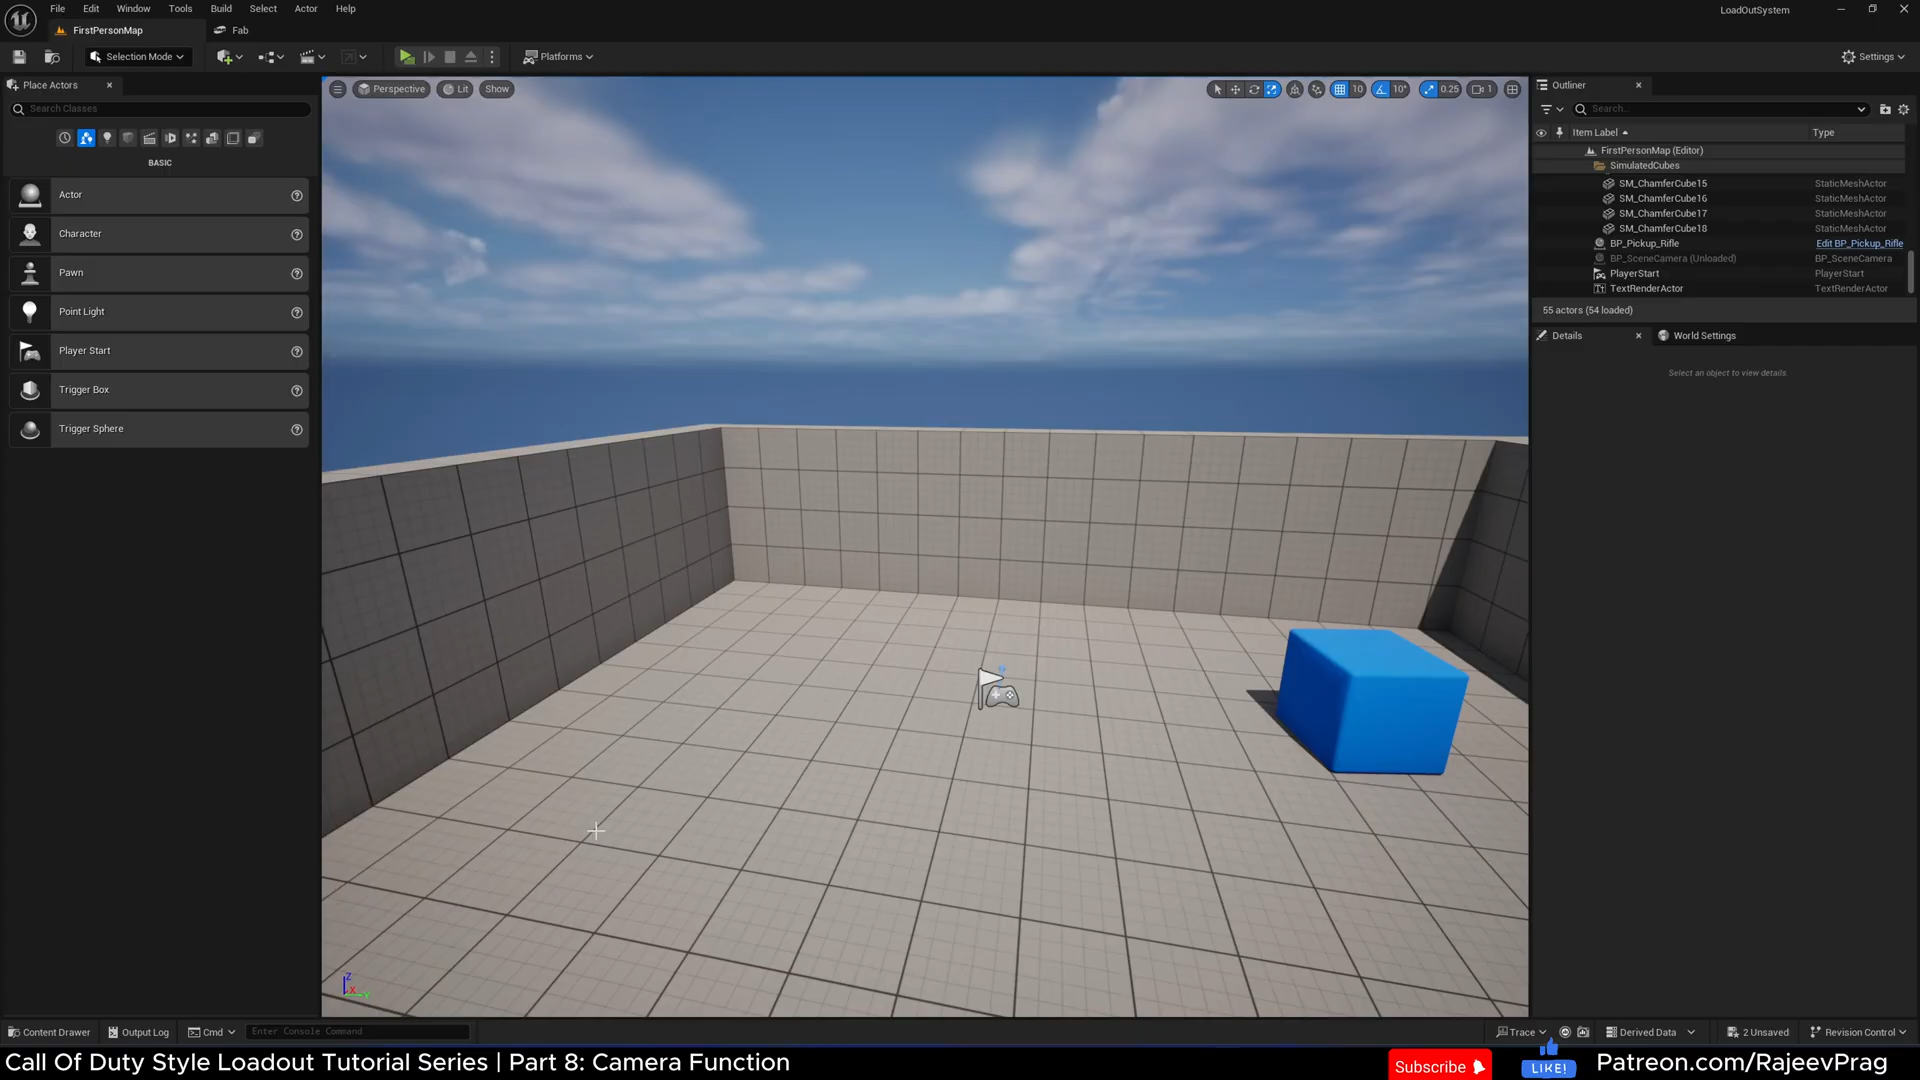 File Edit Window Tools Build Select Actor Help
LoadOutSystem
FirstPersonMap
Fab
Selection Mode
Platforms
Settings
Place Actors
Search Classes
BASIC
Actor
Character
Pawn
Point Light
Player Start
Trigger Box
Trigger Sphere
Perspective
Lit
Show
10
10°
0.25
1
Outliner
Search...
Item Label
Type
FirstPersonMap (Editor)
SimulatedCubes
SM_ChamferCube15 StaticMeshActor
SM_ChamferCube16 StaticMeshActor
SM_ChamferCube17 StaticMeshActor
SM_ChamferCube18 StaticMeshActor
BP_Pickup_Rifle Edit BP_Pickup_Rifle
BP_SceneCamera (Unloaded) BP_SceneCamera
PlayerStart PlayerStart
TextRenderActor TextRenderActor
55 actors (54 loaded)
Details
World Settings
Select an object to view details.
Z
X
Y
Content Drawer
Output Log
Cmd
Enter Console Command
Trace
Derived Data
2 Unsaved
Revision Control
Call Of Duty Style Loadout Tutorial Series | Part 8: Camera Function
Subscribe
LIKE!
Patreon.com/RajeevPrag